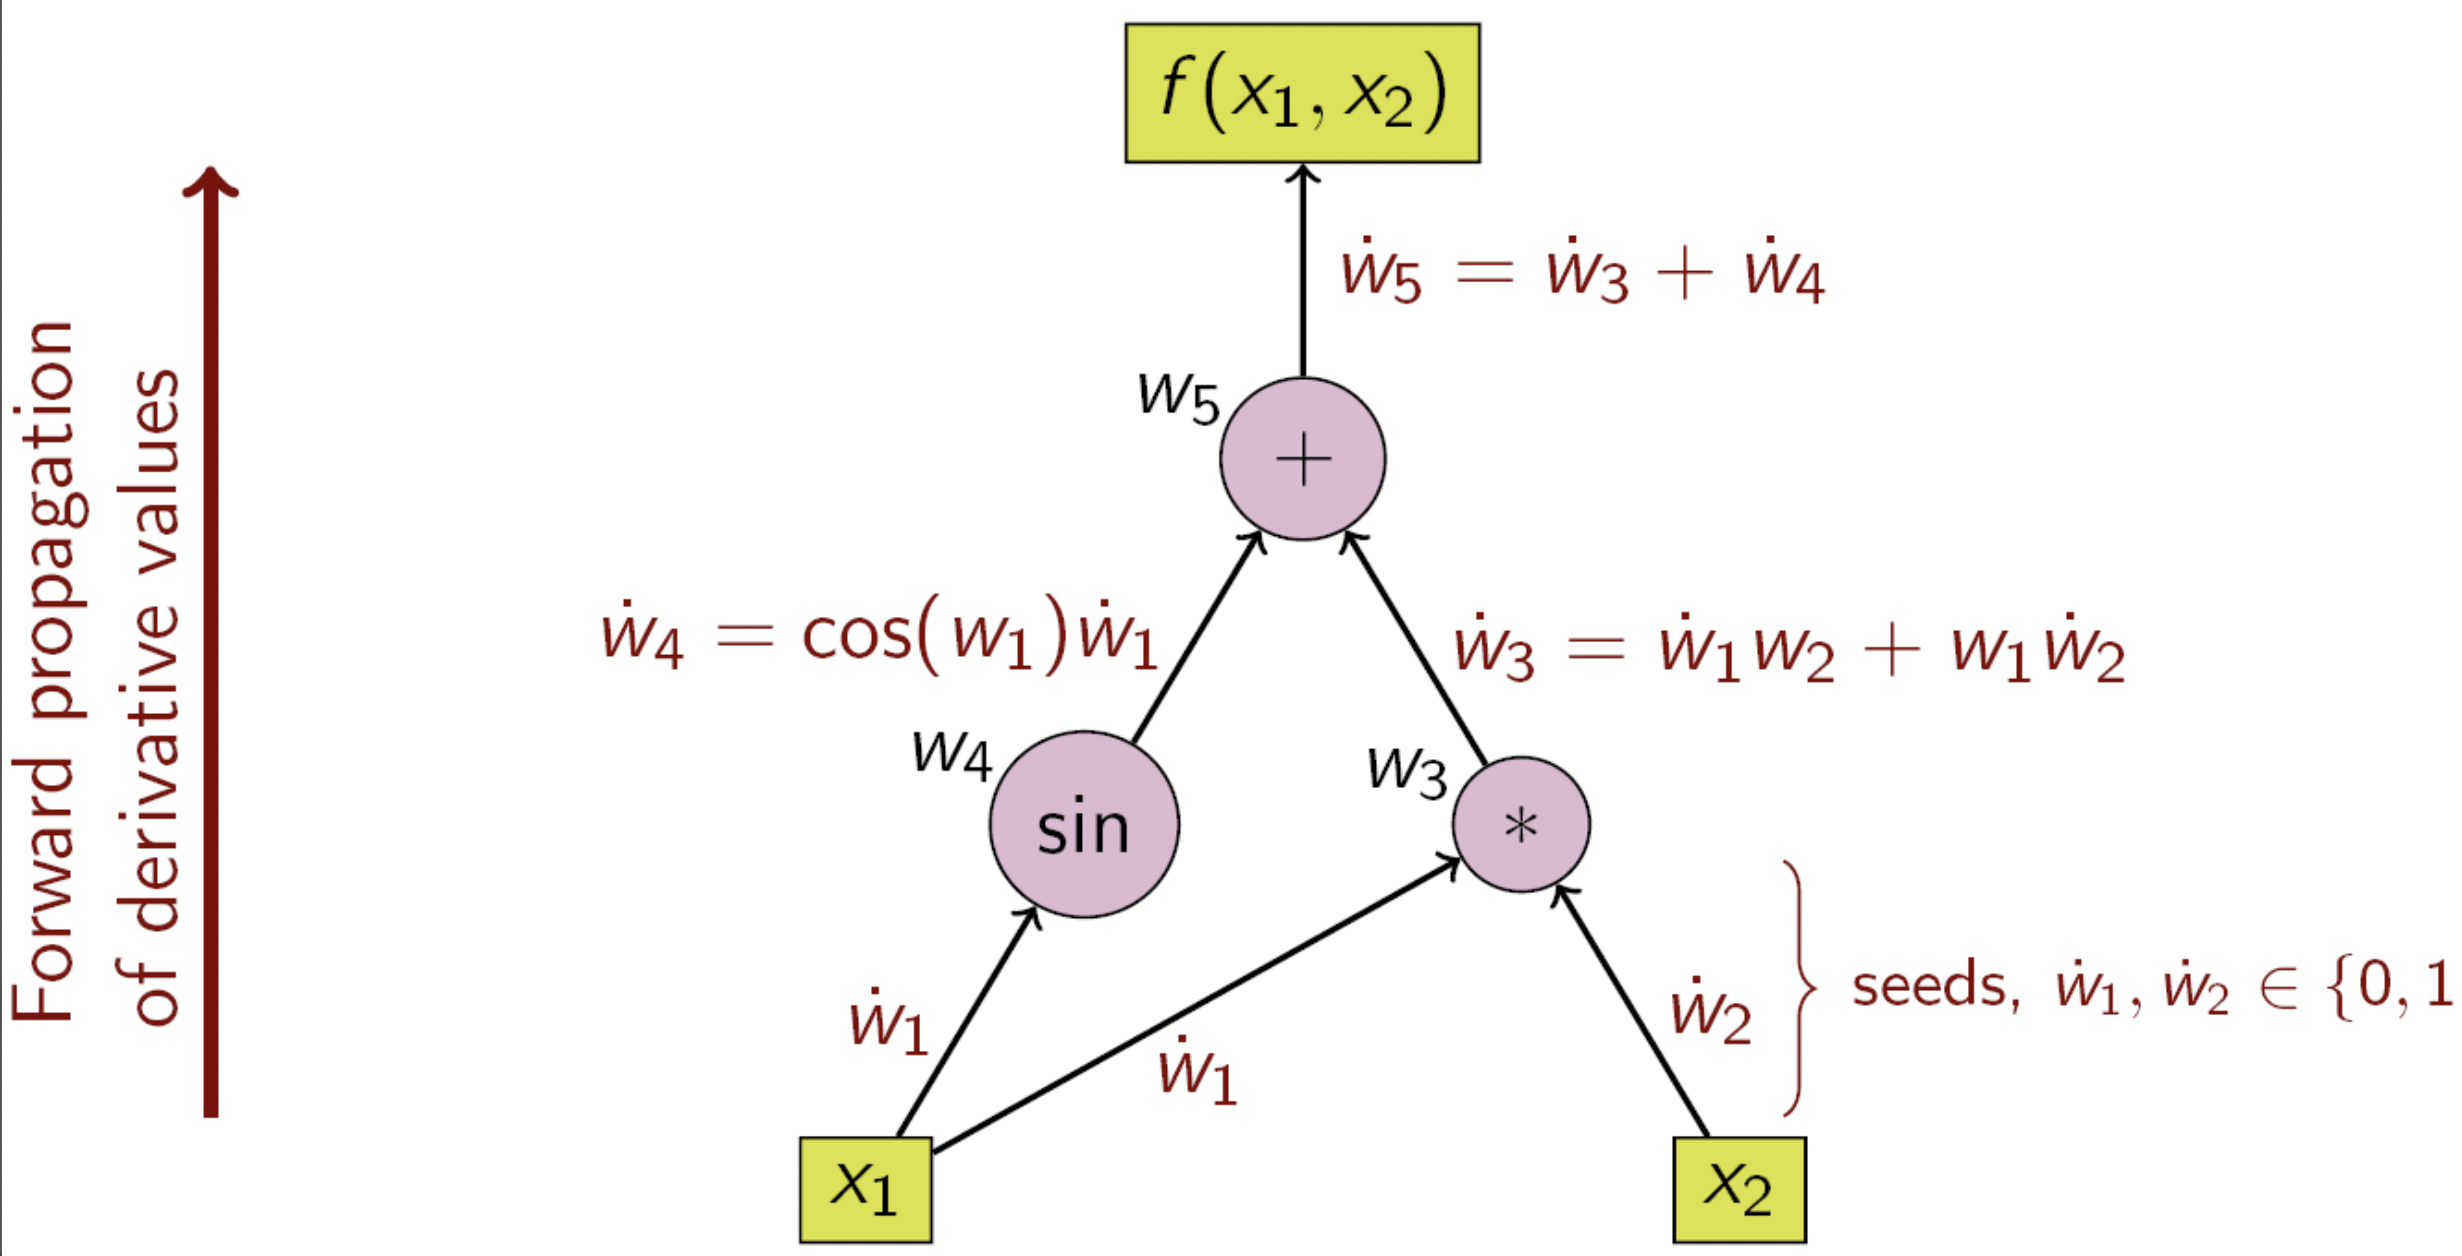 f(x₁, x₂)
ẇ₅ = ẇ₃ + ẇ₄
w₅
+
ẇ₄ = cos(w₁)ẇ₁
ẇ₃ = ẇ₁w₂ + w₁ẇ₂
w₄
sin
w₃
*
ẇ₁
ẇ₁
ẇ₂
seeds, ẇ₁, ẇ₂ ∈ {0, 1
x₁
x₂
Forward propagation
of derivative values